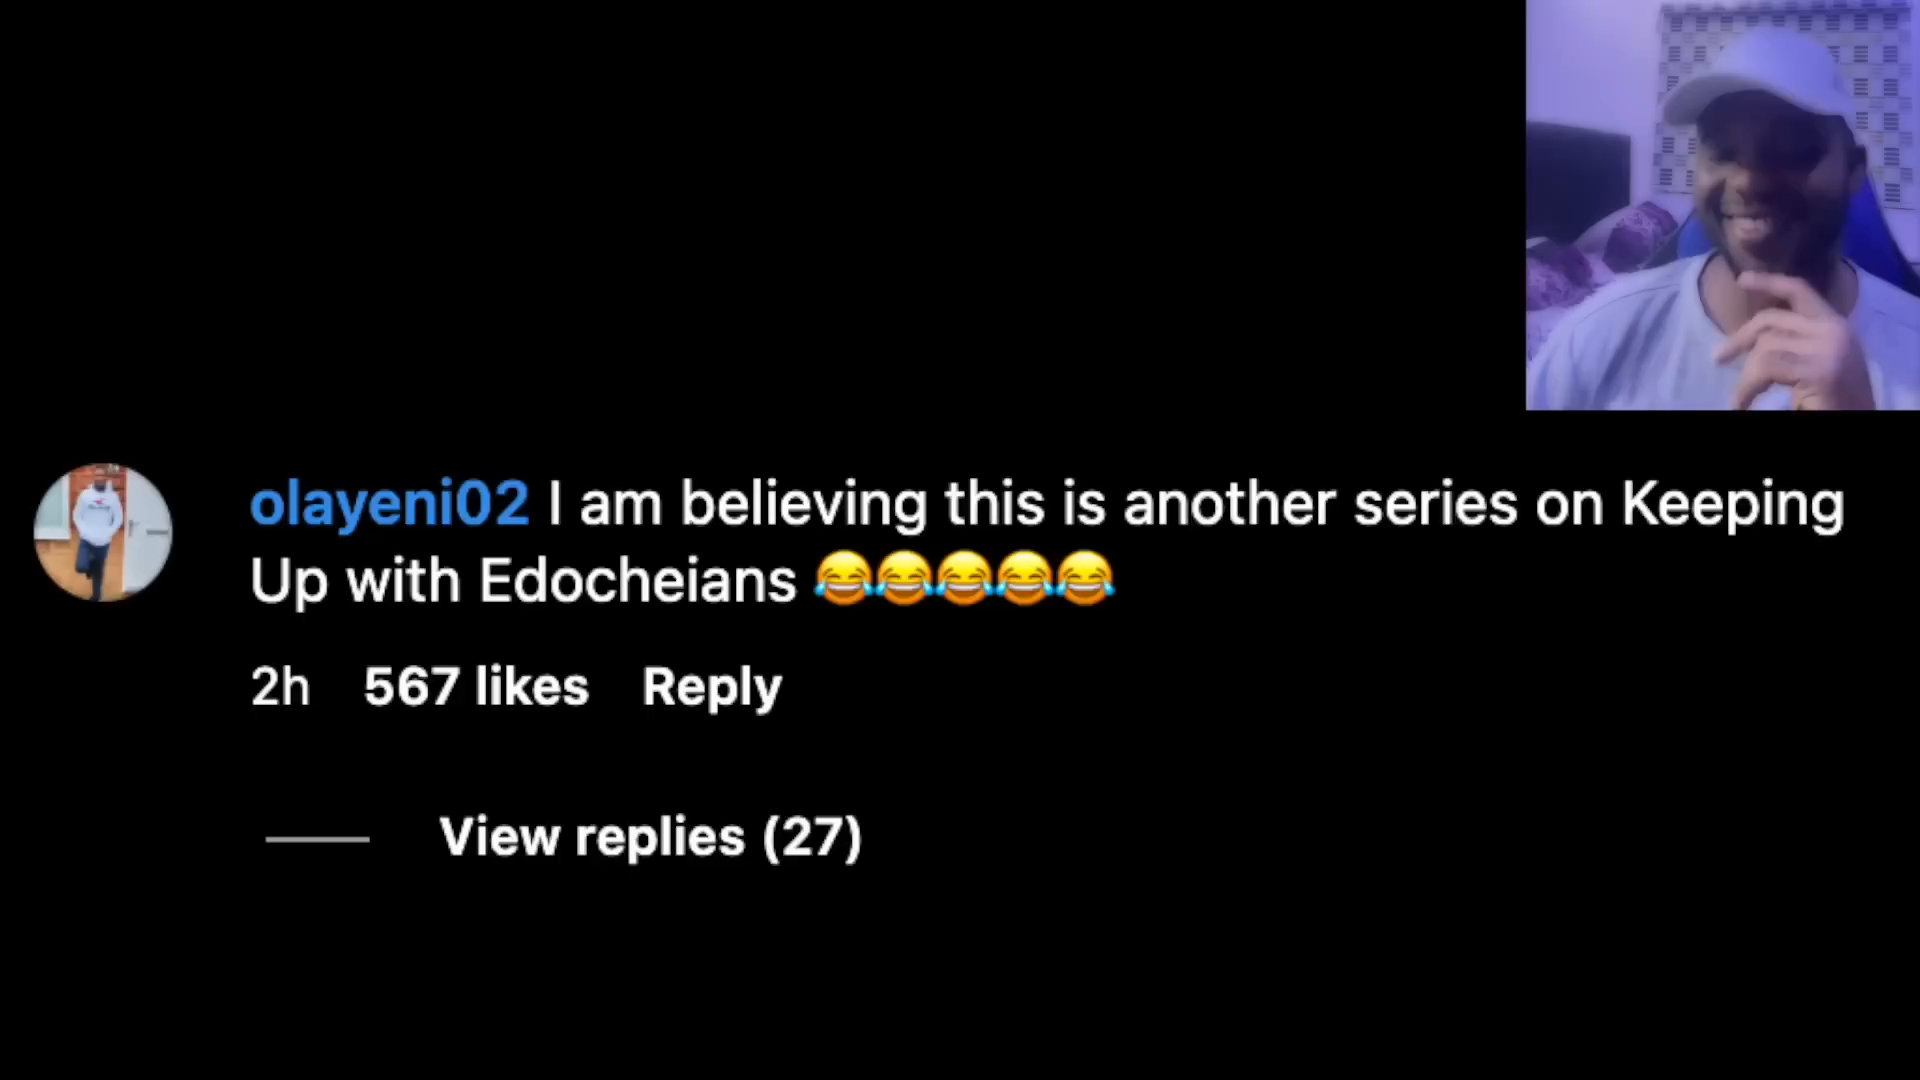 olayeni02 I am believing this is another series on Keeping
Up with Edocheians 😂😂😂😂😂
2h 567 likes Reply
View replies (27)